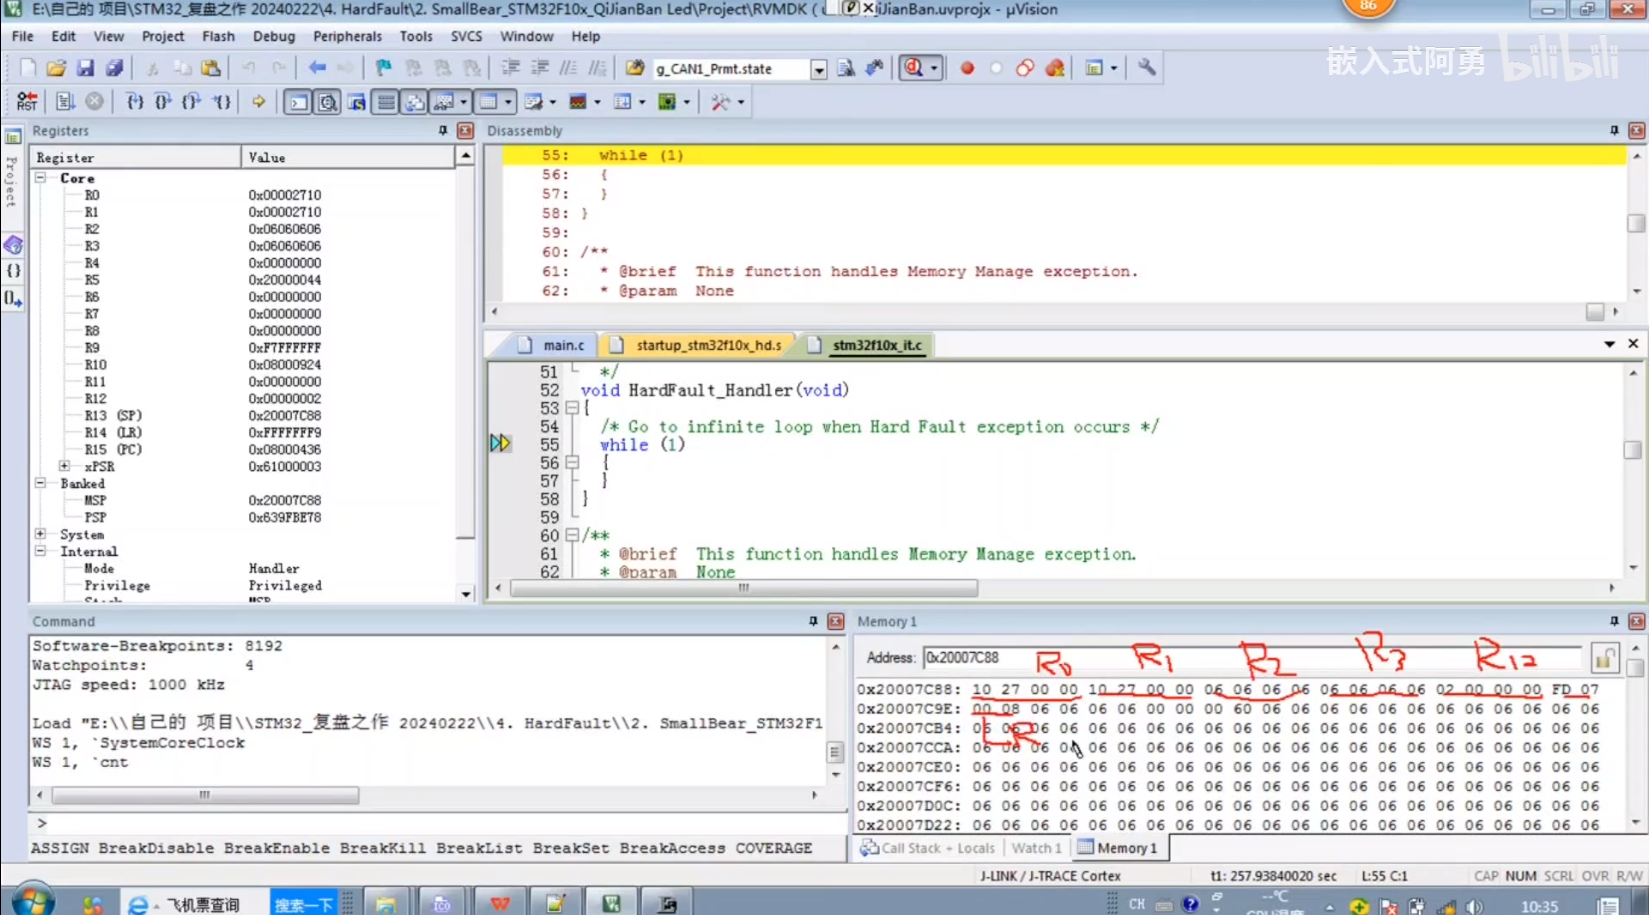 E:\自己的 项目\STM32_复盘之作 20240222\4. HardFault\2. SmallBear_STM32F10x_QiJianBan Led\Project\RVMDK ( u iJianBan.uvprojx - µVision
86
File Edit View Project Flash Debug Peripherals Tools SVCS Window Help
嵌入式阿勇 bilibili
g_CAN1_Prmt.state
RST
Registers
Register Value
Core
R0 0x00002710
R1 0x00002710
R2 0x06060606
R3 0x06060606
R4 0x00000000
R5 0x20000044
R6 0x00000000
R7 0x00000000
R8 0x00000000
R9 0xF7FFFFFF
R10 0x08000924
R11 0x00000000
R12 0x00000002
R13 (SP) 0x20007C88
R14 (LR) 0xFFFFFFF9
R15 (PC) 0x08000436
xPSR 0x61000003
Banked
MSP 0x20007C88
PSP 0x639FBE78
System
Internal
Mode Handler
Privilege Privileged
Stack MSP
Project
Disassembly
55: while (1)
56: {
57: }
58: }
59:
60: /**
61: * @brief This function handles Memory Manage exception.
62: * @param None
main.c startup_stm32f10x_hd.s stm32f10x_it.c
51 */
52 void HardFault_Handler(void)
53 {
54 /* Go to infinite loop when Hard Fault exception occurs */
55 while (1)
56 {
57 }
58 }
59
60 /**
61 * @brief This function handles Memory Manage exception.
62 * @param None
Command
Software-Breakpoints: 8192
Watchpoints: 4
JTAG speed: 1000 kHz
Load "E:\\自己的 项目\\STM32_复盘之作 20240222\\4. HardFault\\2. SmallBear_STM32F1
WS 1, `SystemCoreClock
WS 1, `cnt
>
ASSIGN BreakDisable BreakEnable BreakKill BreakList BreakSet BreakAccess COVERAGE
Memory 1
Address: 0x20007C88
R0 R1 R2 R3 R12
0x20007C88: 10 27 00 00 10 27 00 00 06 06 06 06 06 06 06 06 02 00 00 00 FD 07
0x20007C9E: 00 08 06 06 06 06 00 00 00 60 06 06 06 06 06 06 06 06 06 06 06 06
LR
0x20007CB4: 06 06 06 06 06 06 06 06 06 06 06 06 06 06 06 06 06 06 06 06 06 06
0x20007CCA: 06 06 06 06 06 06 06 06 06 06 06 06 06 06 06 06 06 06 06 06 06 06
0x20007CE0: 06 06 06 06 06 06 06 06 06 06 06 06 06 06 06 06 06 06 06 06 06 06
0x20007CF6: 06 06 06 06 06 06 06 06 06 06 06 06 06 06 06 06 06 06 06 06 06 06
0x20007D0C: 06 06 06 06 06 06 06 06 06 06 06 06 06 06 06 06 06 06 06 06 06 06
0x20007D22: 06 06 06 06 06 06 06 06 06 06 06 06 06 06 06 06 06 06 06 06 06 06
Call Stack + Locals Watch 1 Memory 1
J-LINK / J-TRACE Cortex t1: 257.93840020 sec L:55 C:1 CAP NUM SCRL OVR R/W
飞机票查询 搜索一下 CH --℃ 10:35
CPU温度